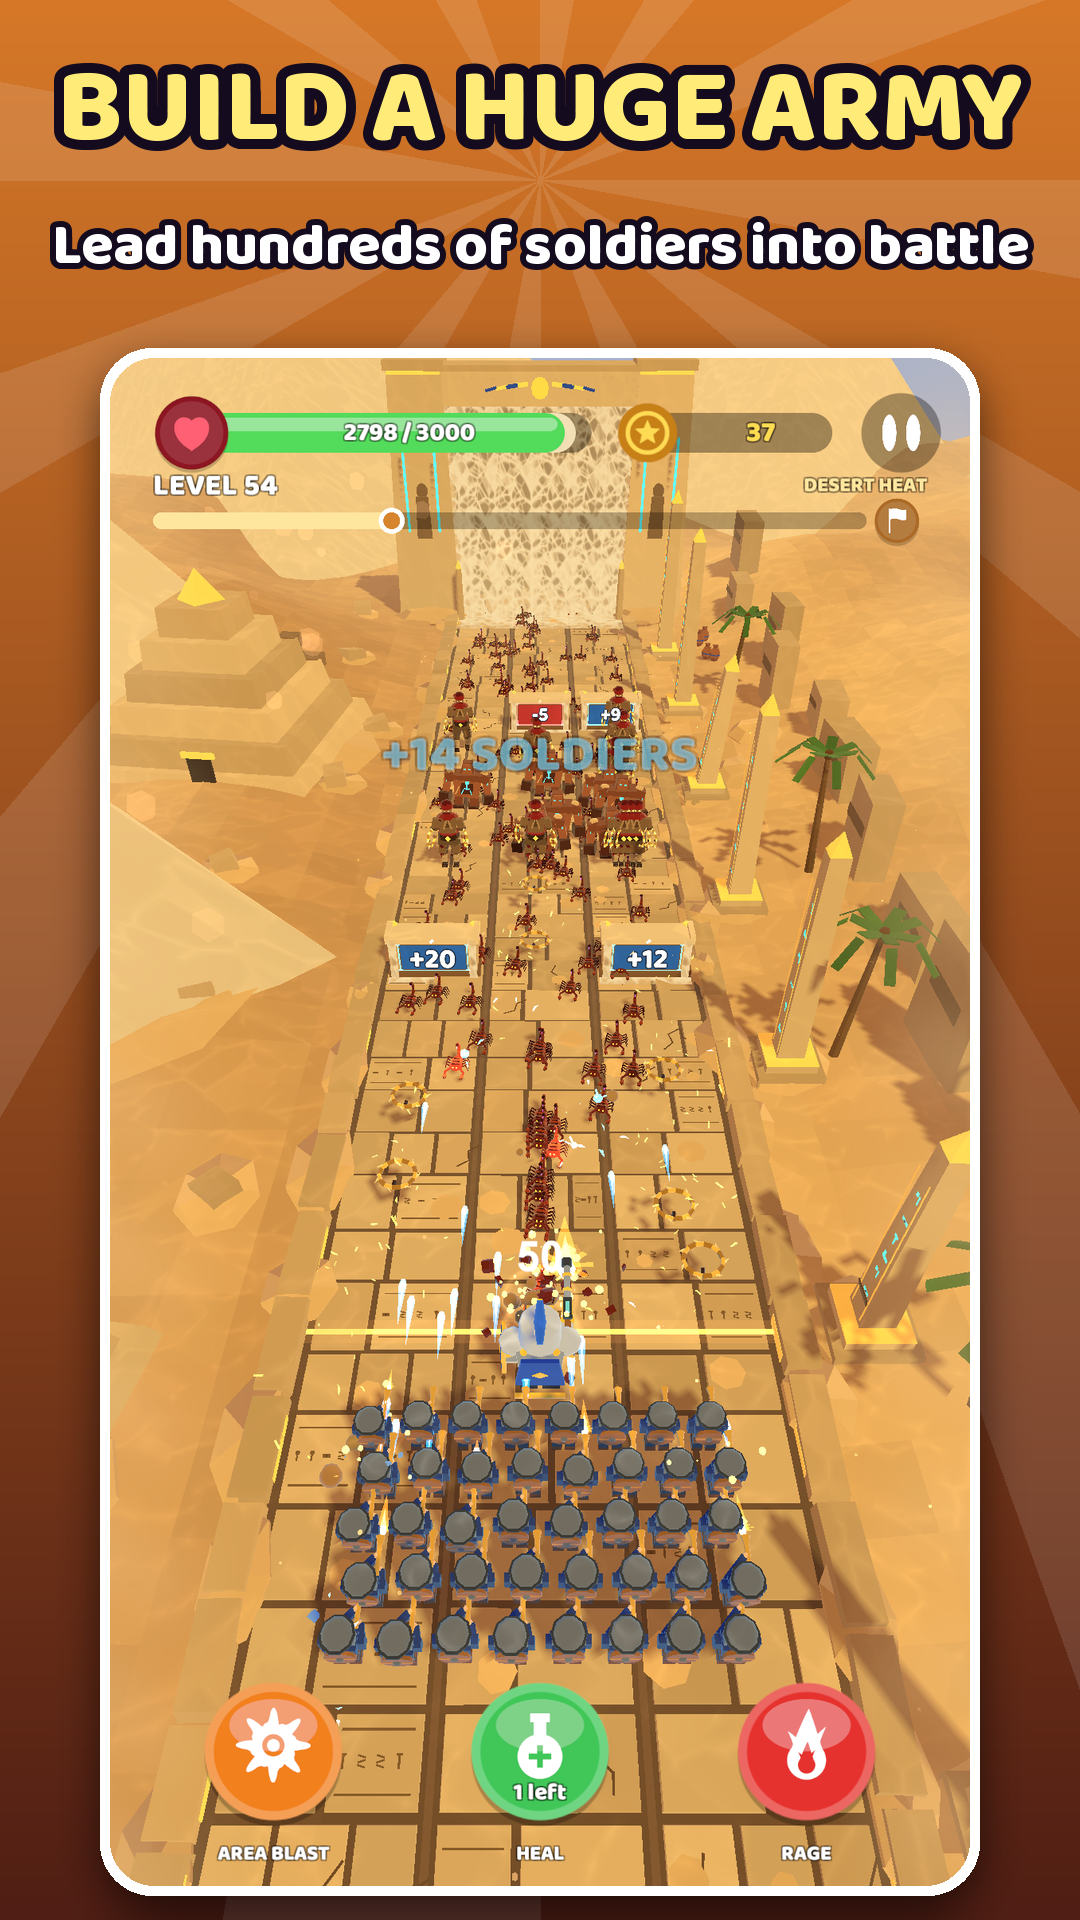 BUILD A HUGE ARMY
Lead hundreds of soldiers into battle
2798 / 3000
37
LEVEL 54
DESERT HEAT
-5
+9
+14 SOLDIERS
+20
+12
50
1 left
AREA BLAST
HEAL
RAGE